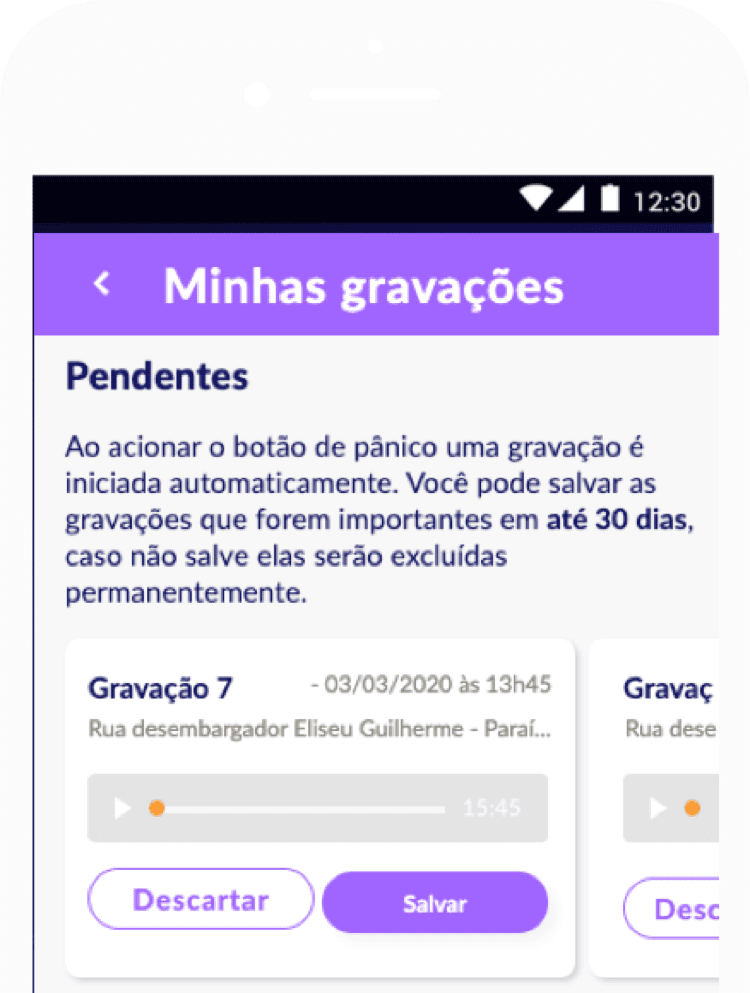 12:30
Minhas gravações
Pendentes
Ao acionar o botão de pânico uma gravação é
iniciada automaticamente. Você pode salvar as
gravações que forem importantes em até 30 dias,
caso não salve elas serão excluídas
permanentemente.
Gravação 7 - 03/03/2020 às 13h45
Rua desembargador Eliseu Guilherme - Paraí...
15:45
Descartar
Salvar
Gravaç
Rua dese
Desc